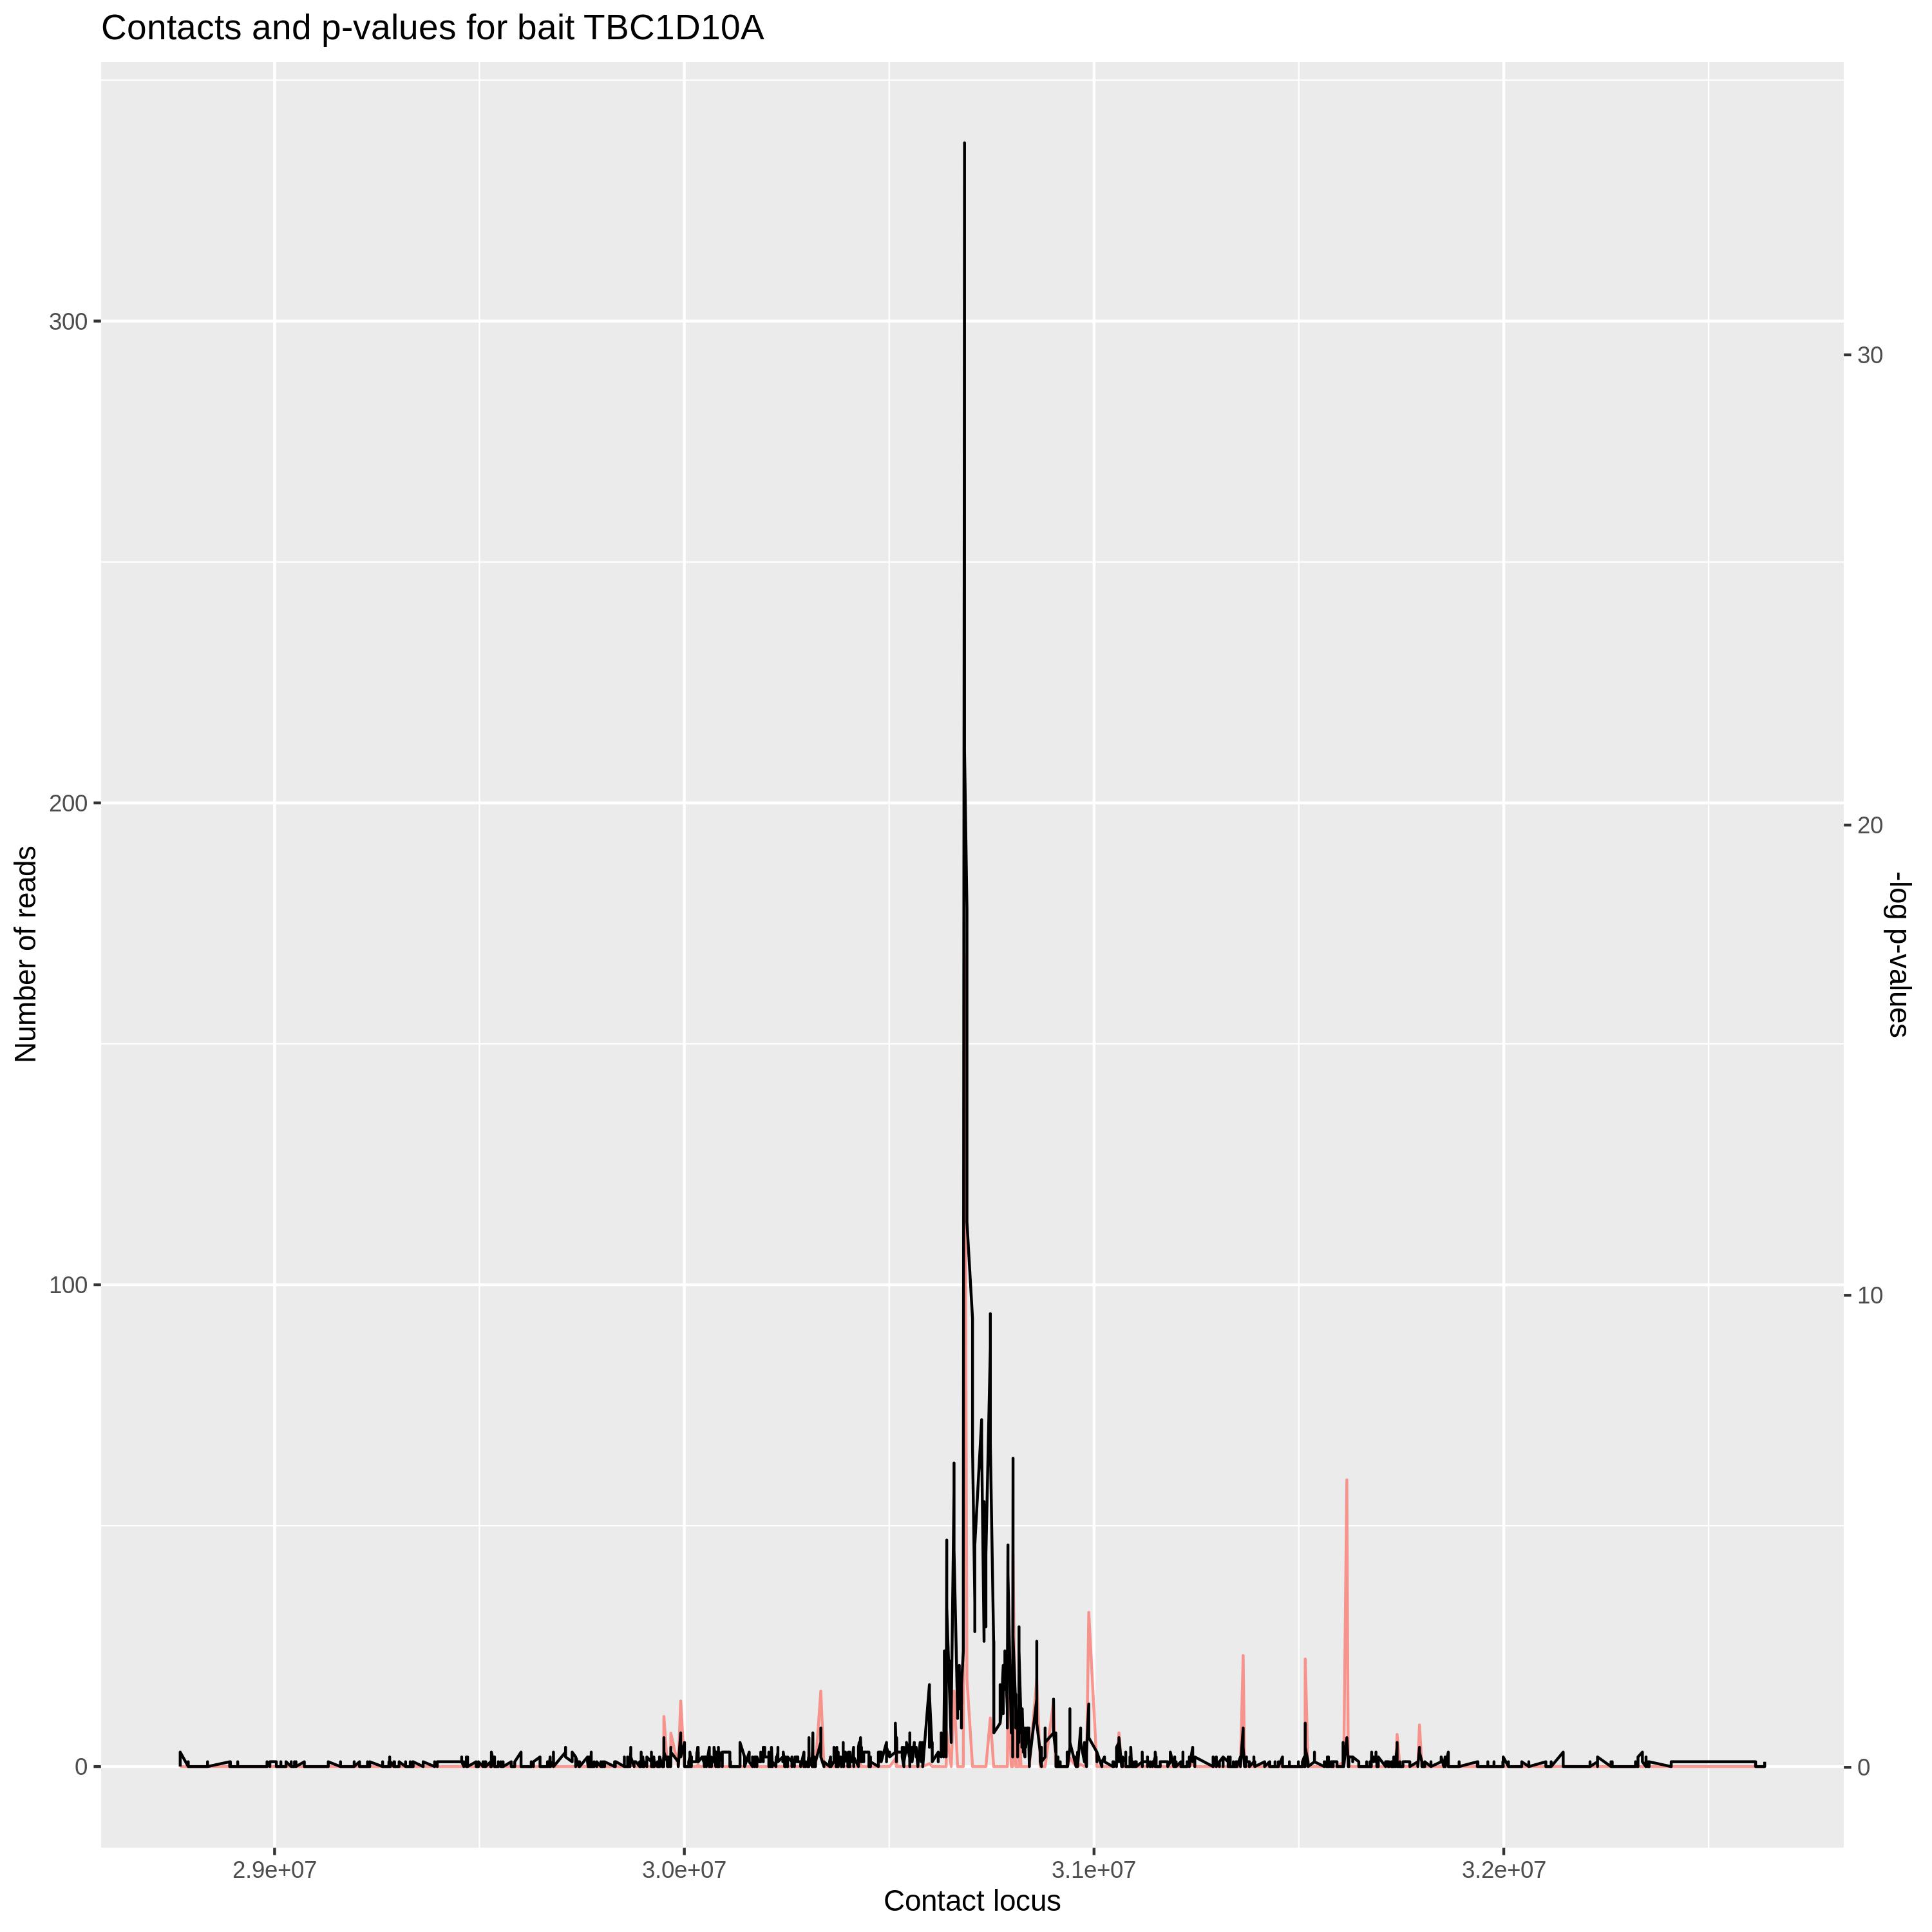 Contacts and p-values for bait TBC1D10A
300
200
100
0
30
20
10
0
Number of reads
-log p-values
2.9e+07
3.0e+07
3.1e+07
3.2e+07
Contact locus